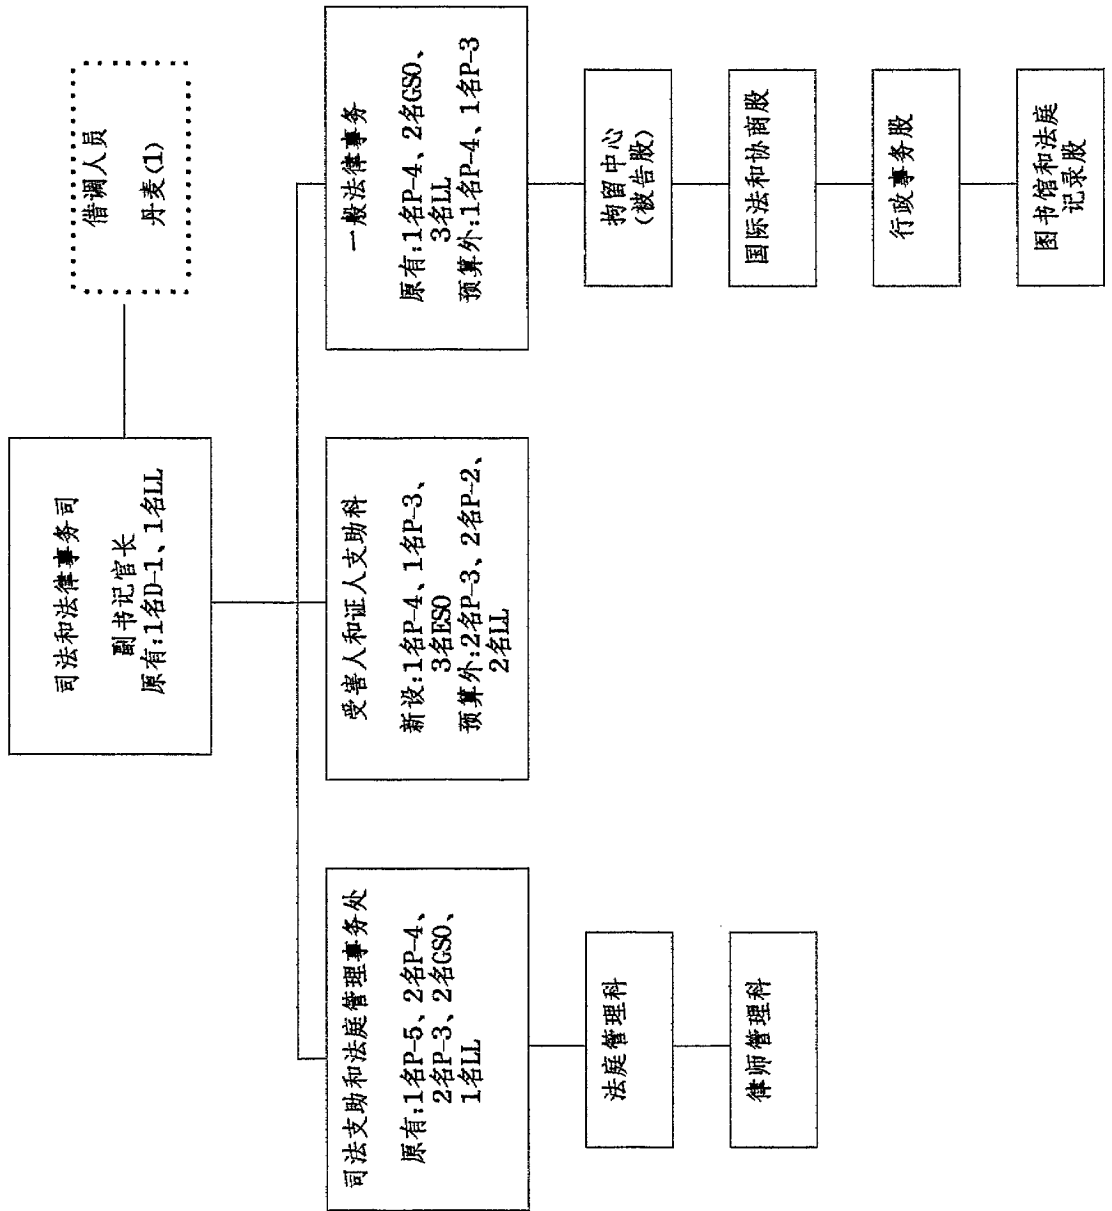 司法和法律事务司
副书记官长
原有:1名D-1、1名LL
借调人员
丹麦(1)
司法支助和法庭管理事务处
原有:1名P-5、2名P-4、
2名P-3、2名GSO、
1名LL
法庭管理科
律师管理科
受害人和证人支助科
新设:1名P-4、1名P-3、
3名ESO
预算外:2名P-3、2名P-2、
2名LL
一般法律事务
原有:1名P-4、2名GSO、
3名LL
预算外:1名P-4、1名P-3
拘留中心
(被告股)
国际法和协商股
行政事务股
图书馆和法庭
记录股